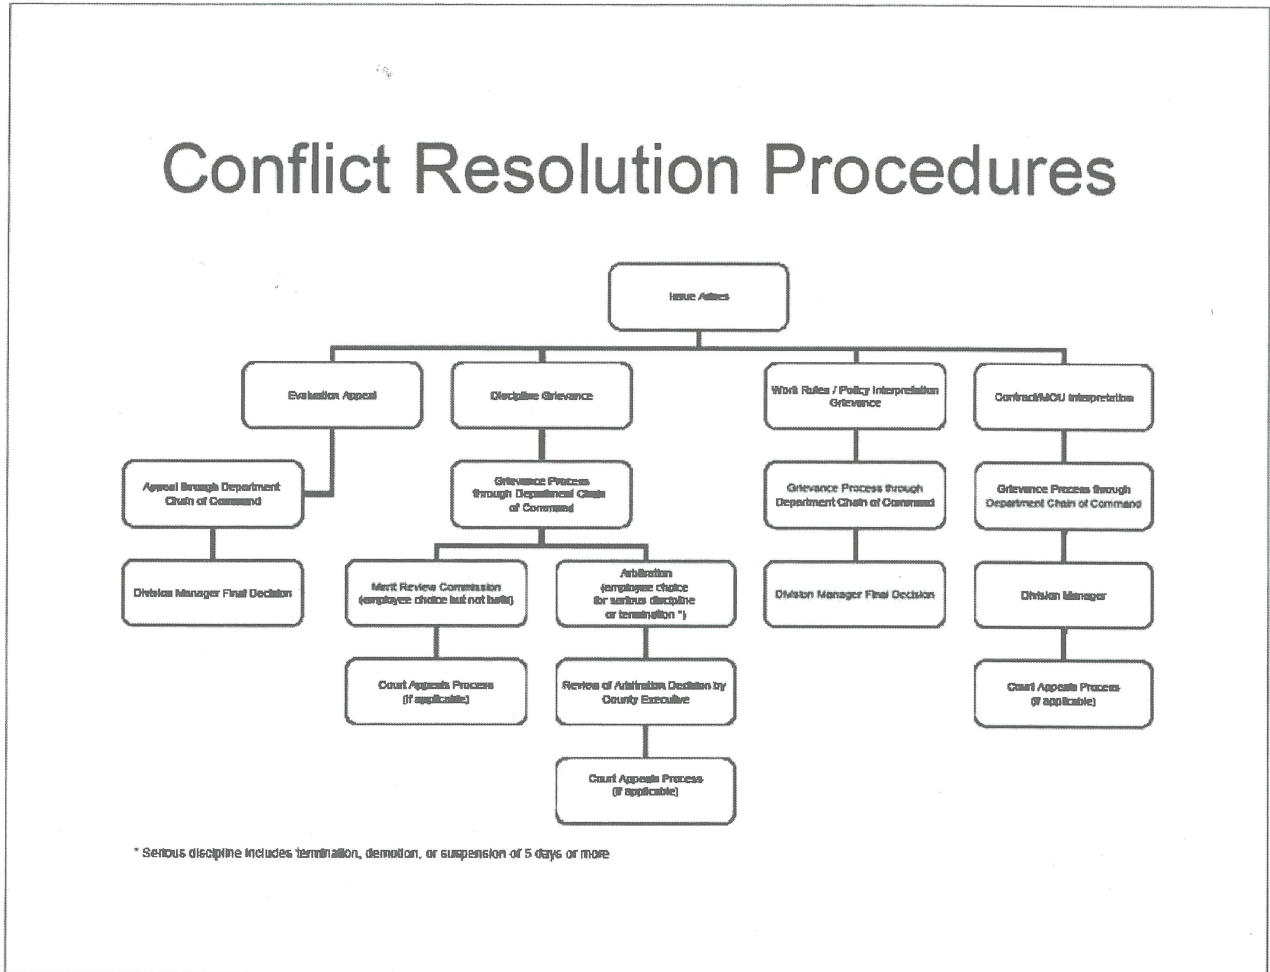 Conflict Resolution Procedures
Issue Arises
Evaluation Appeal
Discipline Grievance
Work Rules / Policy Interpretation
Grievance
Contract/MOU Interpretation
Appeal through Department
Chain of Command
Grievance Process
through Department Chain
of Command
Grievance Process through
Department Chain of Command
Grievance Process through
Department Chain of Command
Division Manager Final Decision
Merit Review Commission
(employee choice but not both)
Arbitration
(employee choice
for serious discipline
or termination *)
Division Manager Final Decision
Division Manager
Court Appeals Process
(if applicable)
Review of Arbitration Decision by
County Executive
Court Appeals Process
(if applicable)
Court Appeals Process
(if applicable)
* Serious discipline includes termination, demotion, or suspension of 5 days or more